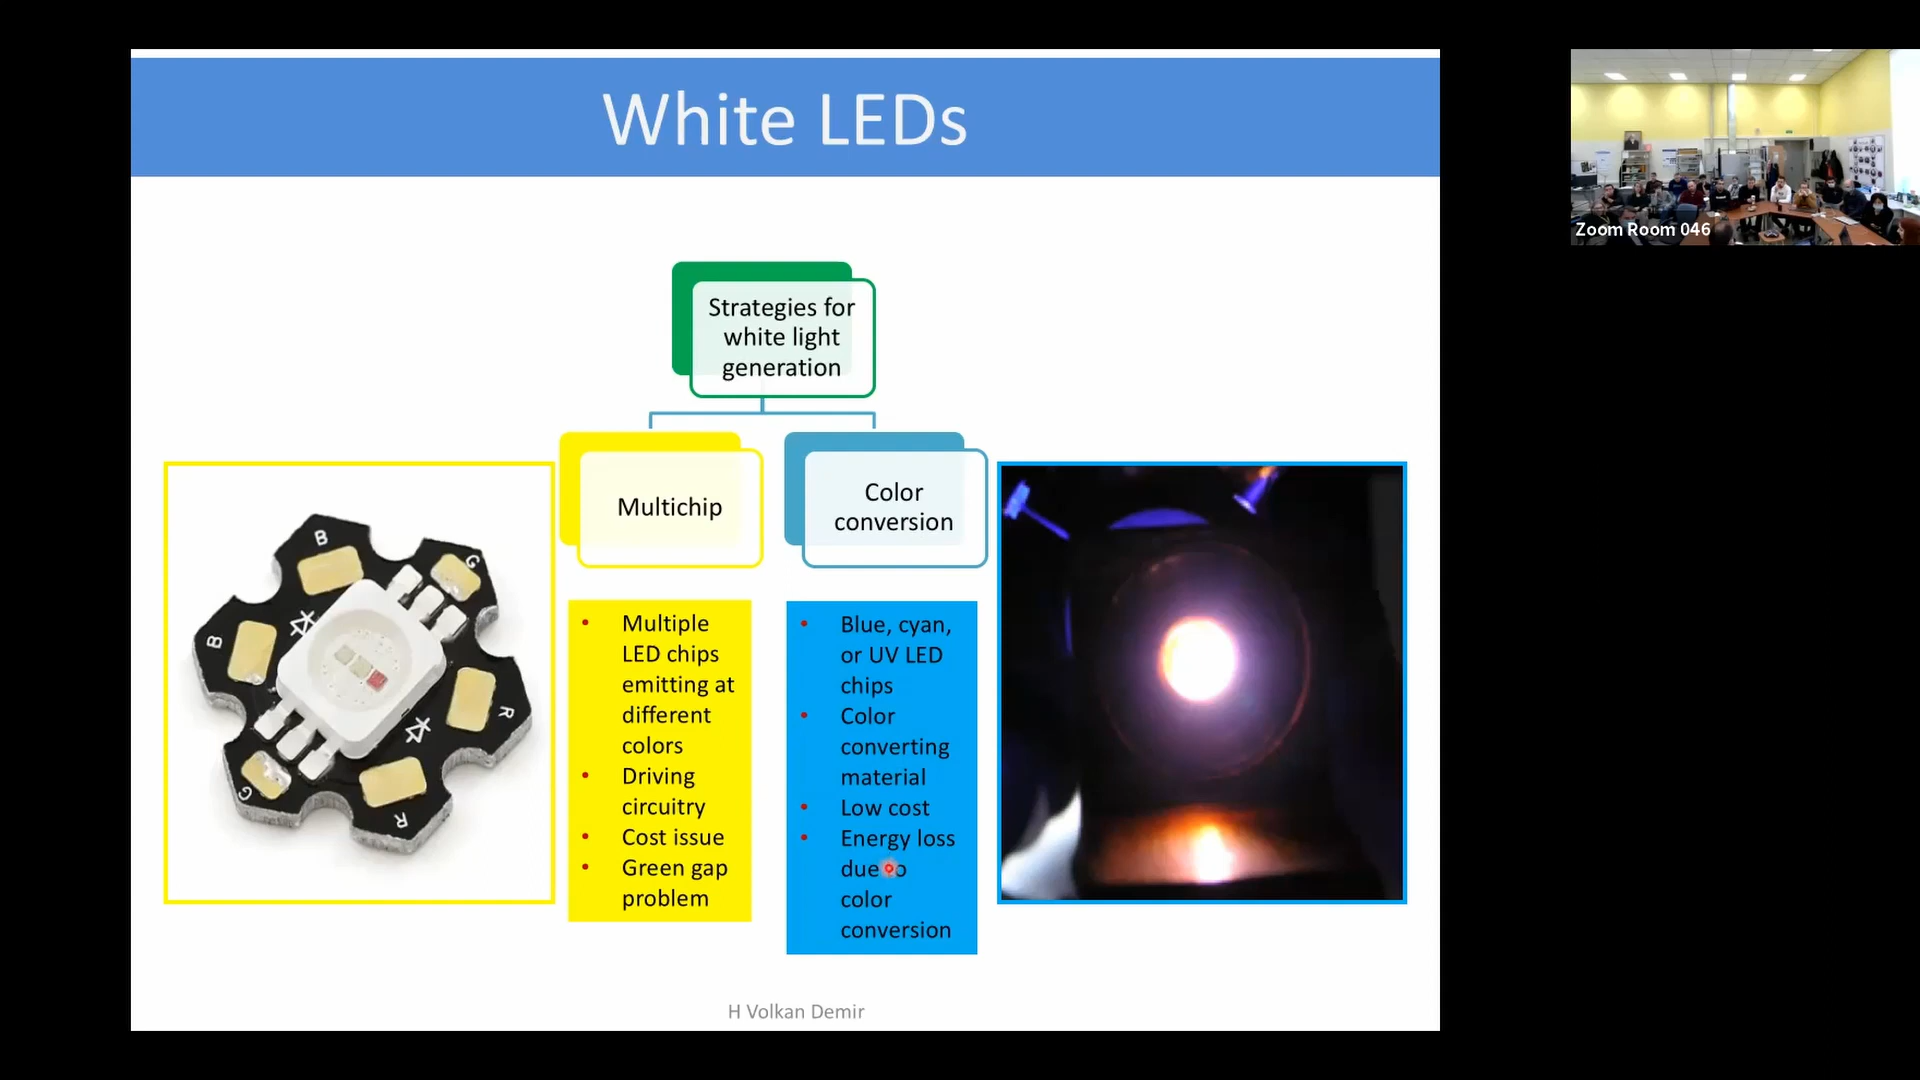 White LEDs
Zoom Room 046
Strategies for
white light
generation
Multichip
Color
conversion
B
G
B
R
G
R
• Multiple
LED chips
emitting at
different
colors
• Driving
circuitry
• Cost issue
• Green gap
problem
• Blue, cyan,
or UV LED
chips
• Color
converting
material
• Low cost
• Energy loss
due
color
conversion
H Volkan Demir